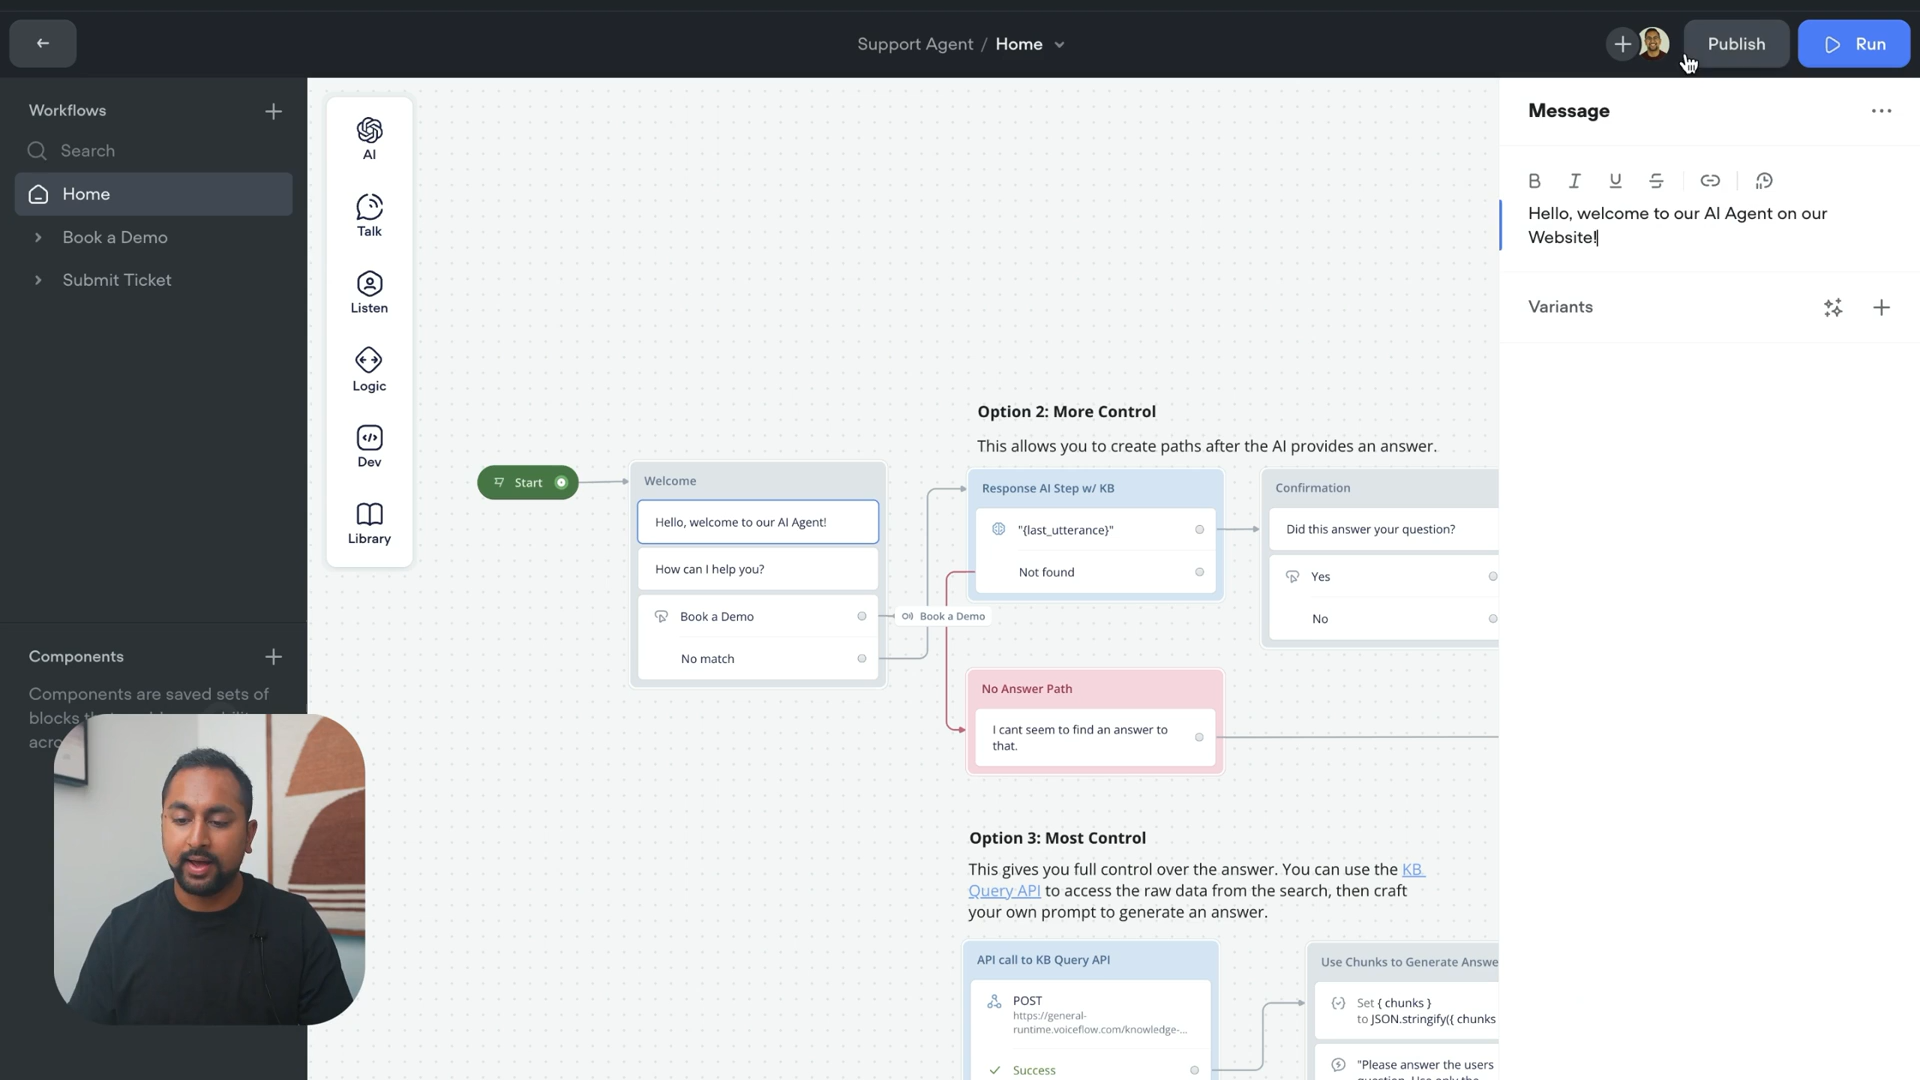 Support Agent / Home
Publish
Run
Workflows
Search
Home
Book a Demo
Submit Ticket
Components
Components are saved sets of
blocks
AI
Talk
Listen
Logic
Dev
Library
Start
Welcome
Hello, welcome to our AI Agent!
How can I help you?
Book a Demo
No match
Book a Demo
Option 2: More Control
This allows you to create paths after the AI provides an answer.
Response AI Step w/ KB
"{last_utterance}"
Not found
Confirmation
Did this answer your question?
Yes
No
No Answer Path
I cant seem to find an answer to
that.
Option 3: Most Control
This gives you full control over the answer. You can use the KB
Query API to access the raw data from the search, then craft
your own prompt to generate an answer.
API call to KB Query API
POST
https://general-
runtime.voiceflow.com/knowledge-...
Success
Use Chunks to Generate Answe
Set { chunks }
to JSON.stringify({ chunks
"Please answer the users
Message
B I U S
Hello, welcome to our AI Agent on our
Website!
Variants